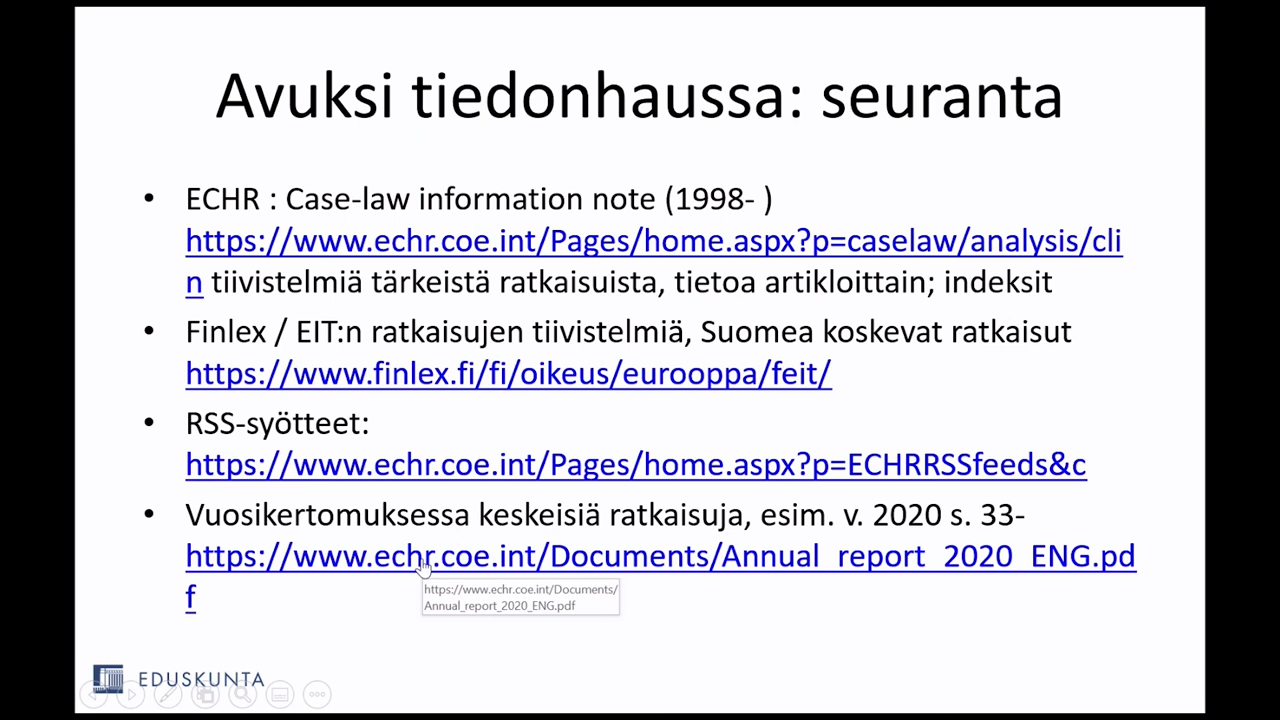 Avuksi tiedonhaussa: seuranta
• ECHR : Case-law information note (1998- )
https://www.echr.coe.int/Pages/home.aspx?p=caselaw/analysis/cli
n tiivistelmiä tärkeistä ratkaisuista, tietoa artikloittain; indeksit
• Finlex / EIT:n ratkaisujen tiivistelmiä, Suomea koskevat ratkaisut
https://www.finlex.fi/fi/oikeus/eurooppa/feit/
• RSS-syötteet:
https://www.echr.coe.int/Pages/home.aspx?p=ECHRRSSfeeds&c
• Vuosikertomuksessa keskeisiä ratkaisuja, esim. v. 2020 s. 33-
https://www.echr.coe.int/Documents/Annual_report_2020_ENG.pd
f
https://www.echr.coe.int/Documents/
Annual_report_2020_ENG.pdf
EDUSKUNTA